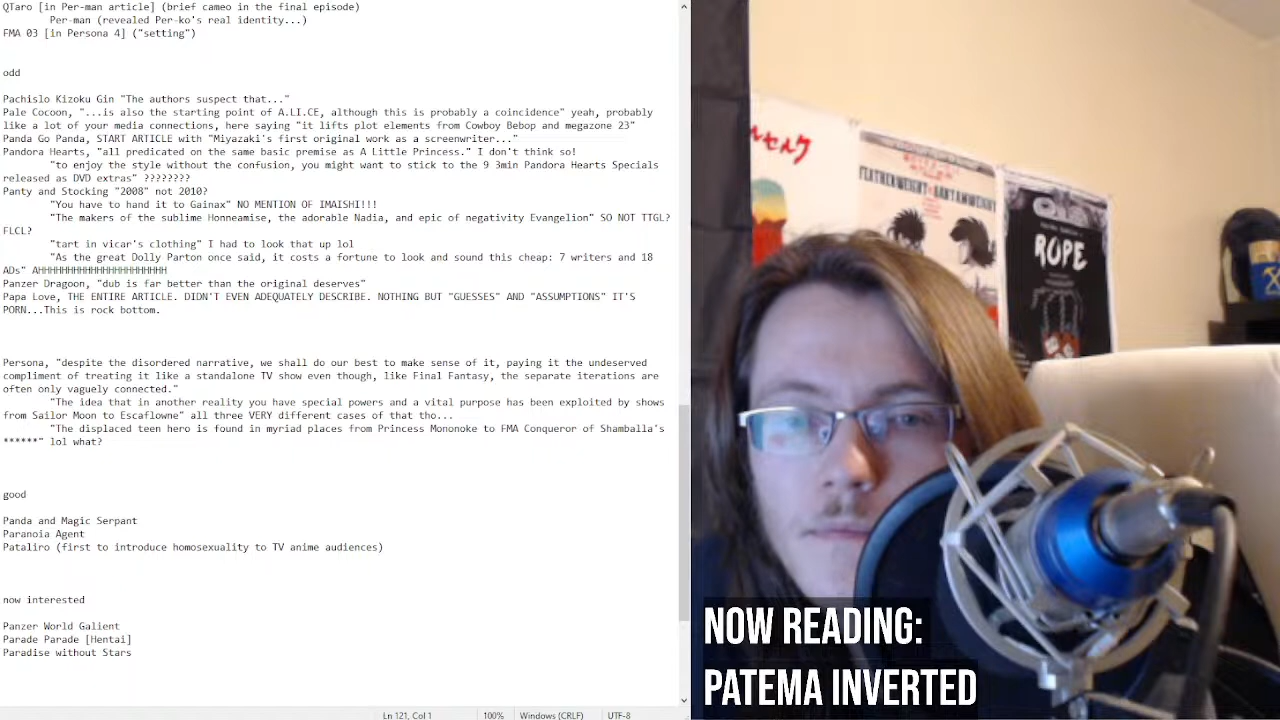 QTaro [in Per-man article] (brief cameo in the final episode)
Per-man (revealed Per-ko's real identity...)
FMA 03 [in Persona 4] ("setting")
odd
Pachislo Kizoku Gin "The authors suspect that..."
Pale Cocoon, "...is also the starting point of A.LI.CE, although this is probably a coincidence" yeah, probably
like a lot of your media connections, here saying "it lifts plot elements from Cowboy Bebop and megazone 23"
Panda Go Panda, START ARTICLE with "Miyazaki's first original work as a screenwriter..."
Pandora Hearts, "all predicated on the same basic premise as A Little Princess." I don't think so!
"to enjoy the style without the confusion, you might want to stick to the 9 3min Pandora Hearts Specials
released as DVD extras" ????????
Panty and Stocking "2008" not 2010?
"You have to hand it to Gainax" NO MENTION OF IMAISHI!!!
"The makers of the sublime Honneamise, the adorable Nadia, and epic of negativity Evangelion" SO NOT TTGL?
FLCL?
"tart in vicar's clothing" I had to look that up lol
"As the great Dolly Parton once said, it costs a fortune to look and sound this cheap: 7 writers and 18
ADs" AHHHHHHHHHHHHHHHHHHHHHH
Panzer Dragoon, "dub is far better than the original deserves"
Papa Love, THE ENTIRE ARTICLE. DIDN'T EVEN ADEQUATELY DESCRIBE. NOTHING BUT "GUESSES" AND "ASSUMPTIONS" IT'S
PORN...This is rock bottom.
Persona, "despite the disordered narrative, we shall do our best to make sense of it, paying it the undeserved
compliment of treating it like a standalone TV show even though, like Final Fantasy, the separate iterations are
often only vaguely connected."
"The idea that in another reality you have special powers and a vital purpose has been exploited by shows
from Sailor Moon to Escaflowne" all three VERY different cases of that tho...
"The displaced teen hero is found in myriad places from Princess Mononoke to FMA Conqueror of Shamballa's
******" lol what?
good
Panda and Magic Serpant
Paranoia Agent
Pataliro (first to introduce homosexuality to TV anime audiences)
now interested
Panzer World Galient
Parade Parade [Hentai]
Paradise without Stars
Ln 121, Col 1 100% Windows (CRLF) UTF-8
FEATHERWEIGHT BANTAMWEIGHT
ROPE
NOW READING:
PATEMA INVERTED